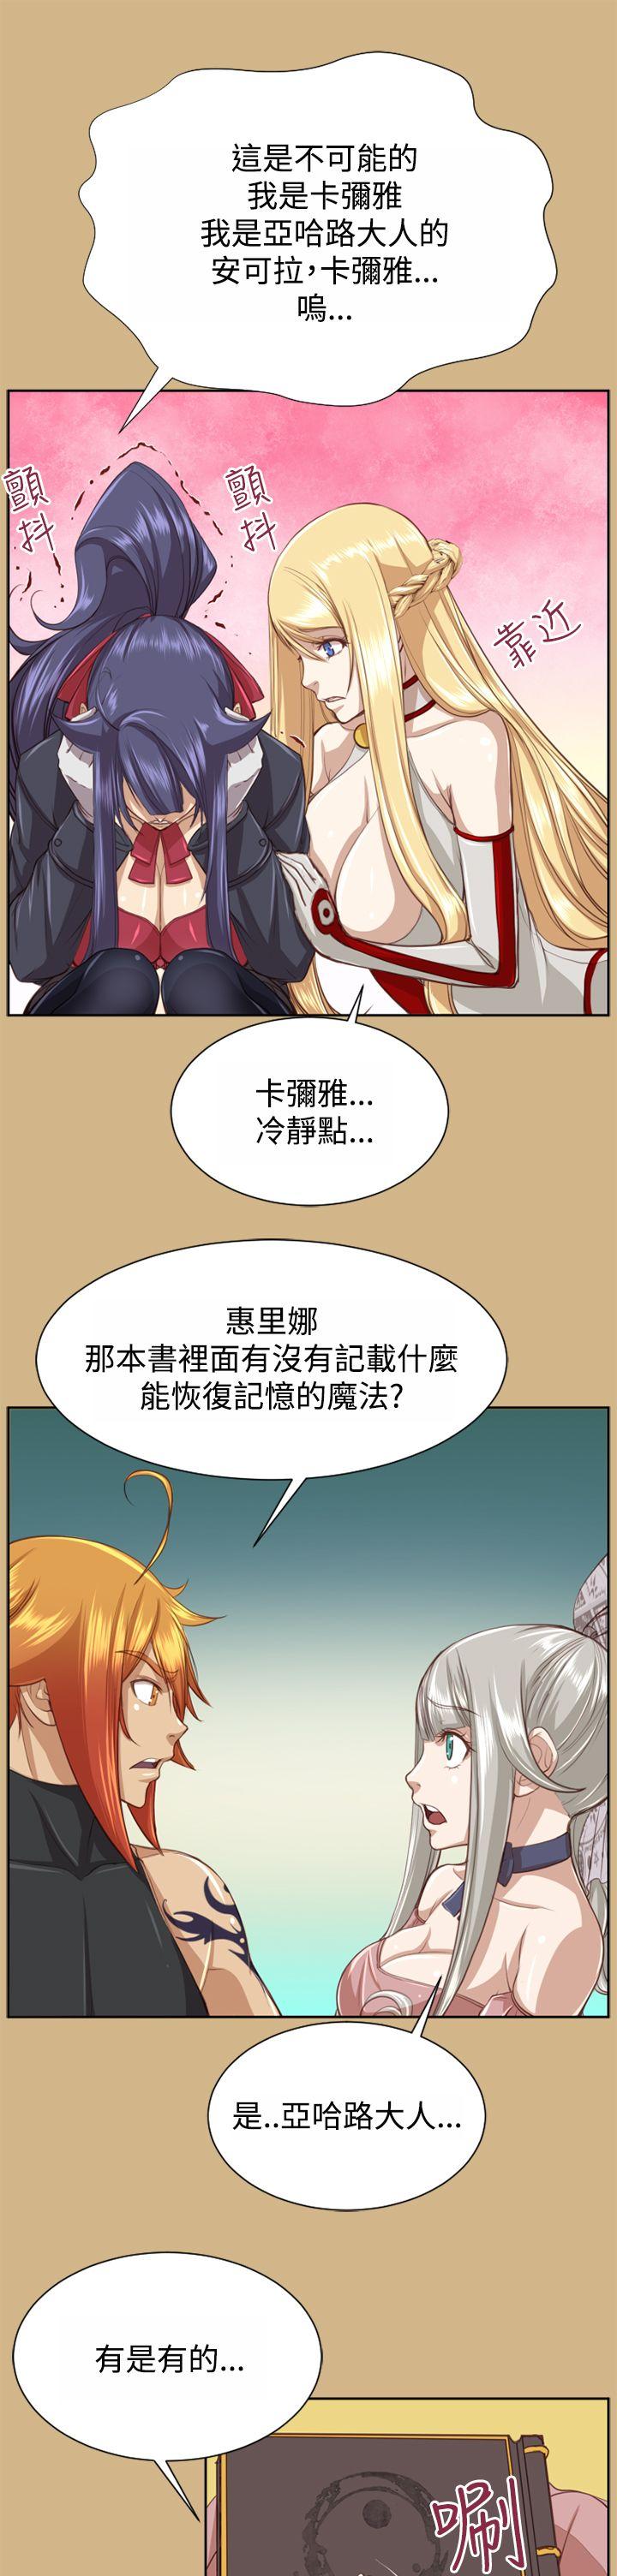 這是不可能的
我是卡彌雅
我是亞哈路大人的
安可拉，卡彌雅...
嗚...
顫抖
顫抖
靠近
卡彌雅...
冷靜點...
惠里娜
那本書裡面有沒有記載什麼
能恢復記憶的魔法?
是..亞哈路大人...
有是有的...
唰